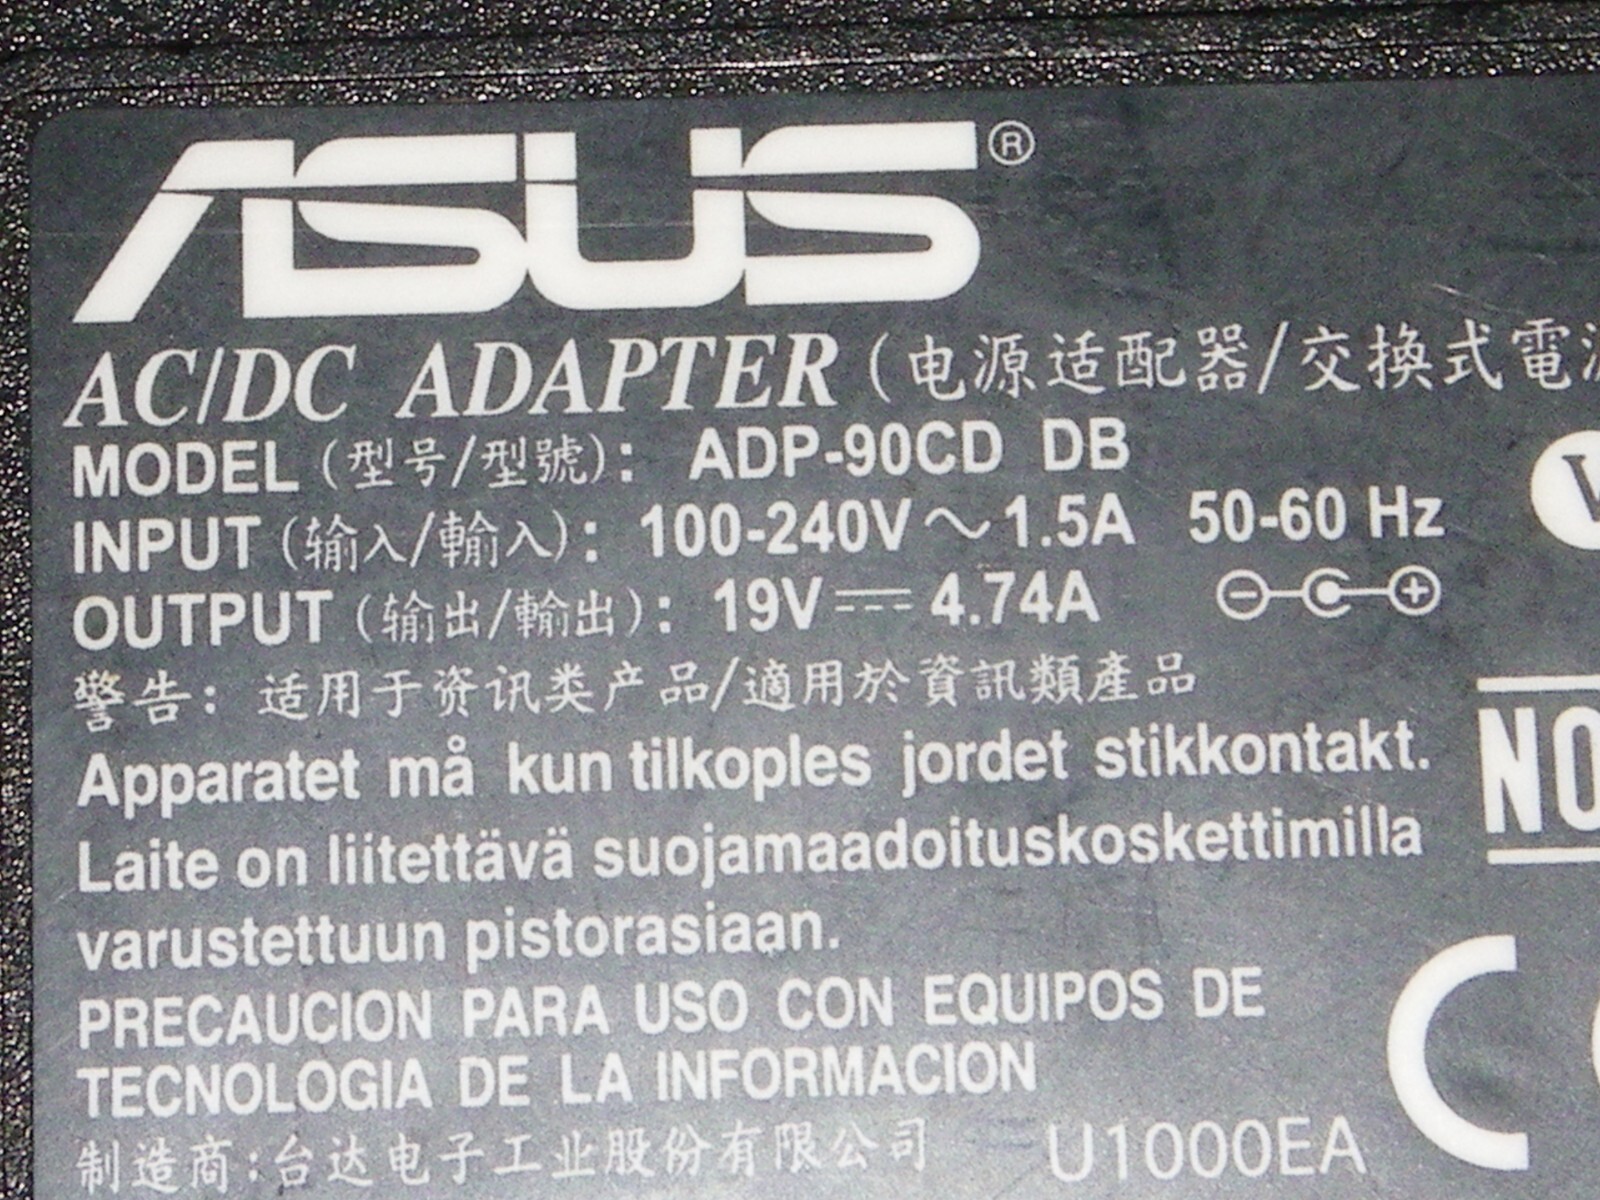 ASUS®
AC/DC ADAPTER (电源适配器/交換式電源
MODEL (型号/型號): ADP-90CD DB
INPUT (输入/輸入): 100-240V～1.5A 50-60 Hz
OUTPUT (输出/輸出): 19V⎓4.74A
警告: 适用于资讯类产品/適用於資訊類產品
Apparatet må kun tilkoples jordet stikkontakt.
NO
Laite on liitettävä suojamaadoituskoskettimilla
varustettuun pistorasiaan.
PRECAUCION PARA USO CON EQUIPOS DE
TECNOLOGIA DE LA INFORMACION
制造商:台达电子工业股份有限公司 U1000EA